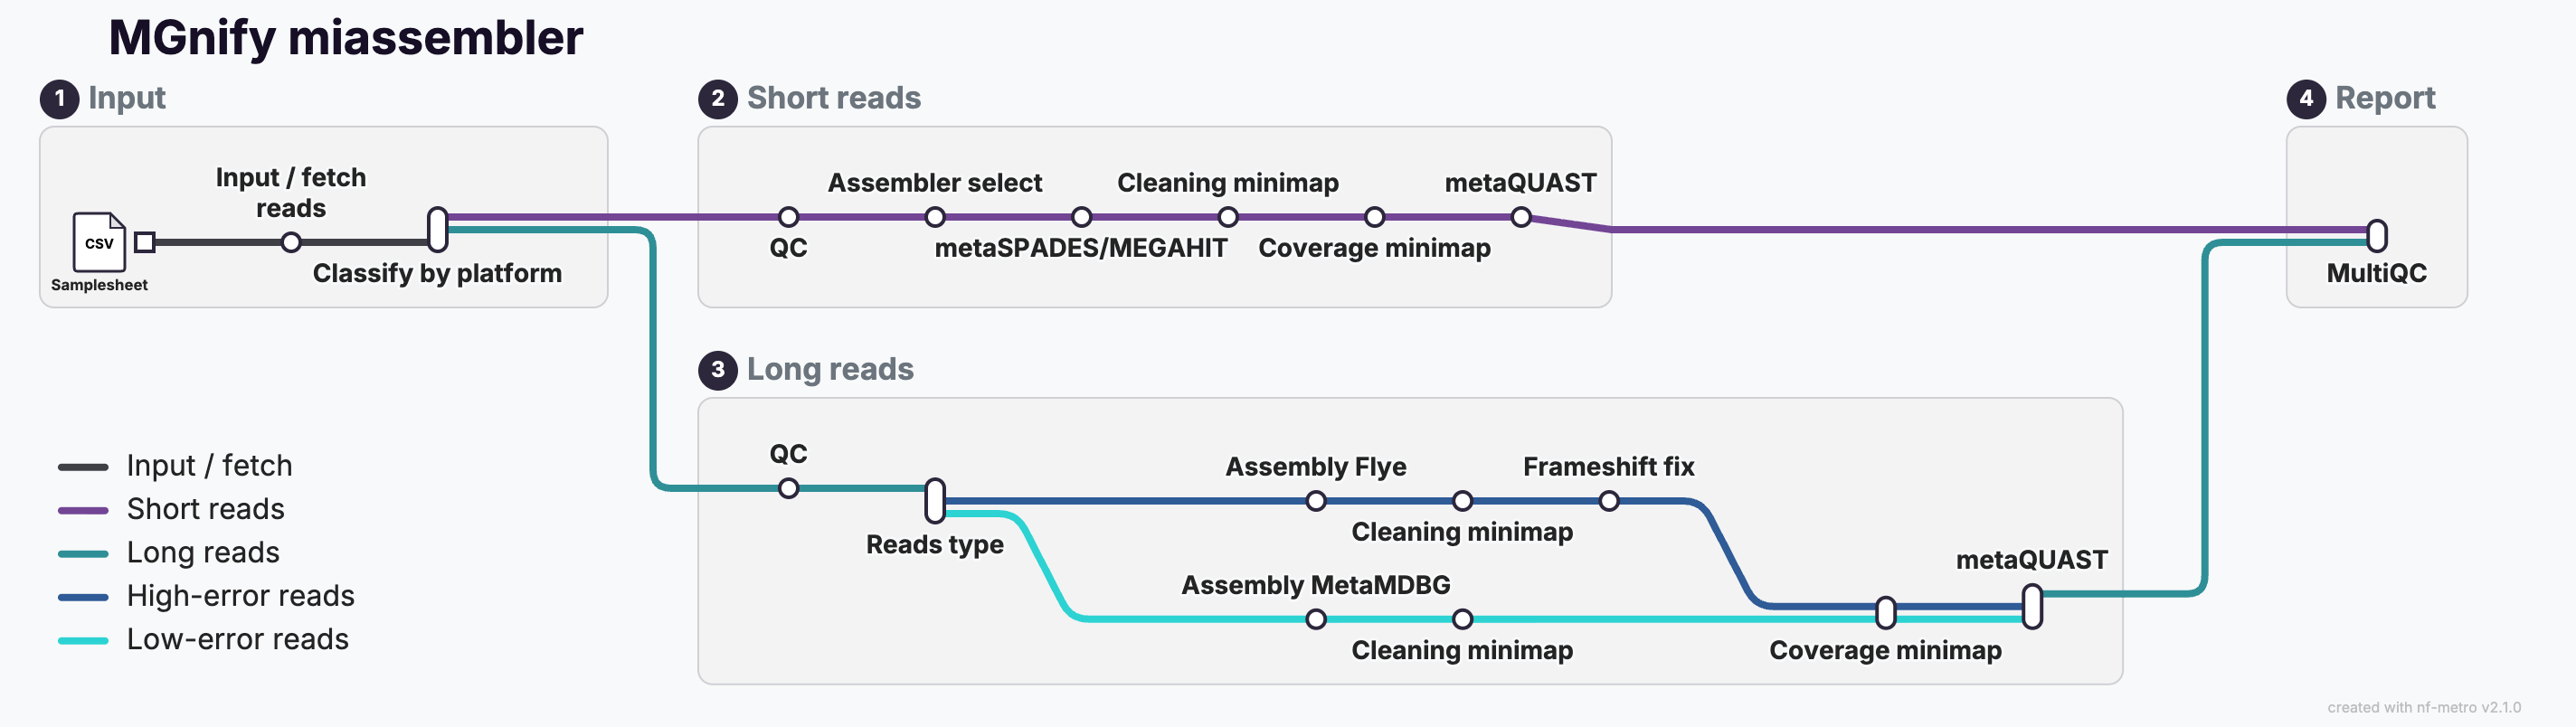 MGnify miassembler
1 Input
Input / fetch
reads
CSV
Samplesheet
Classify by platform
2 Short reads
Assembler select
Cleaning minimap
metaQUAST
QC
metaSPADES/MEGAHIT
Coverage minimap
4 Report
MultiQC
3 Long reads
QC
Reads type
Assembly Flye
Frameshift fix
Cleaning minimap
Assembly MetaMDBG
Cleaning minimap
metaQUAST
Coverage minimap
Input / fetch
Short reads
Long reads
High-error reads
Low-error reads
created with nf-metro v2.1.0